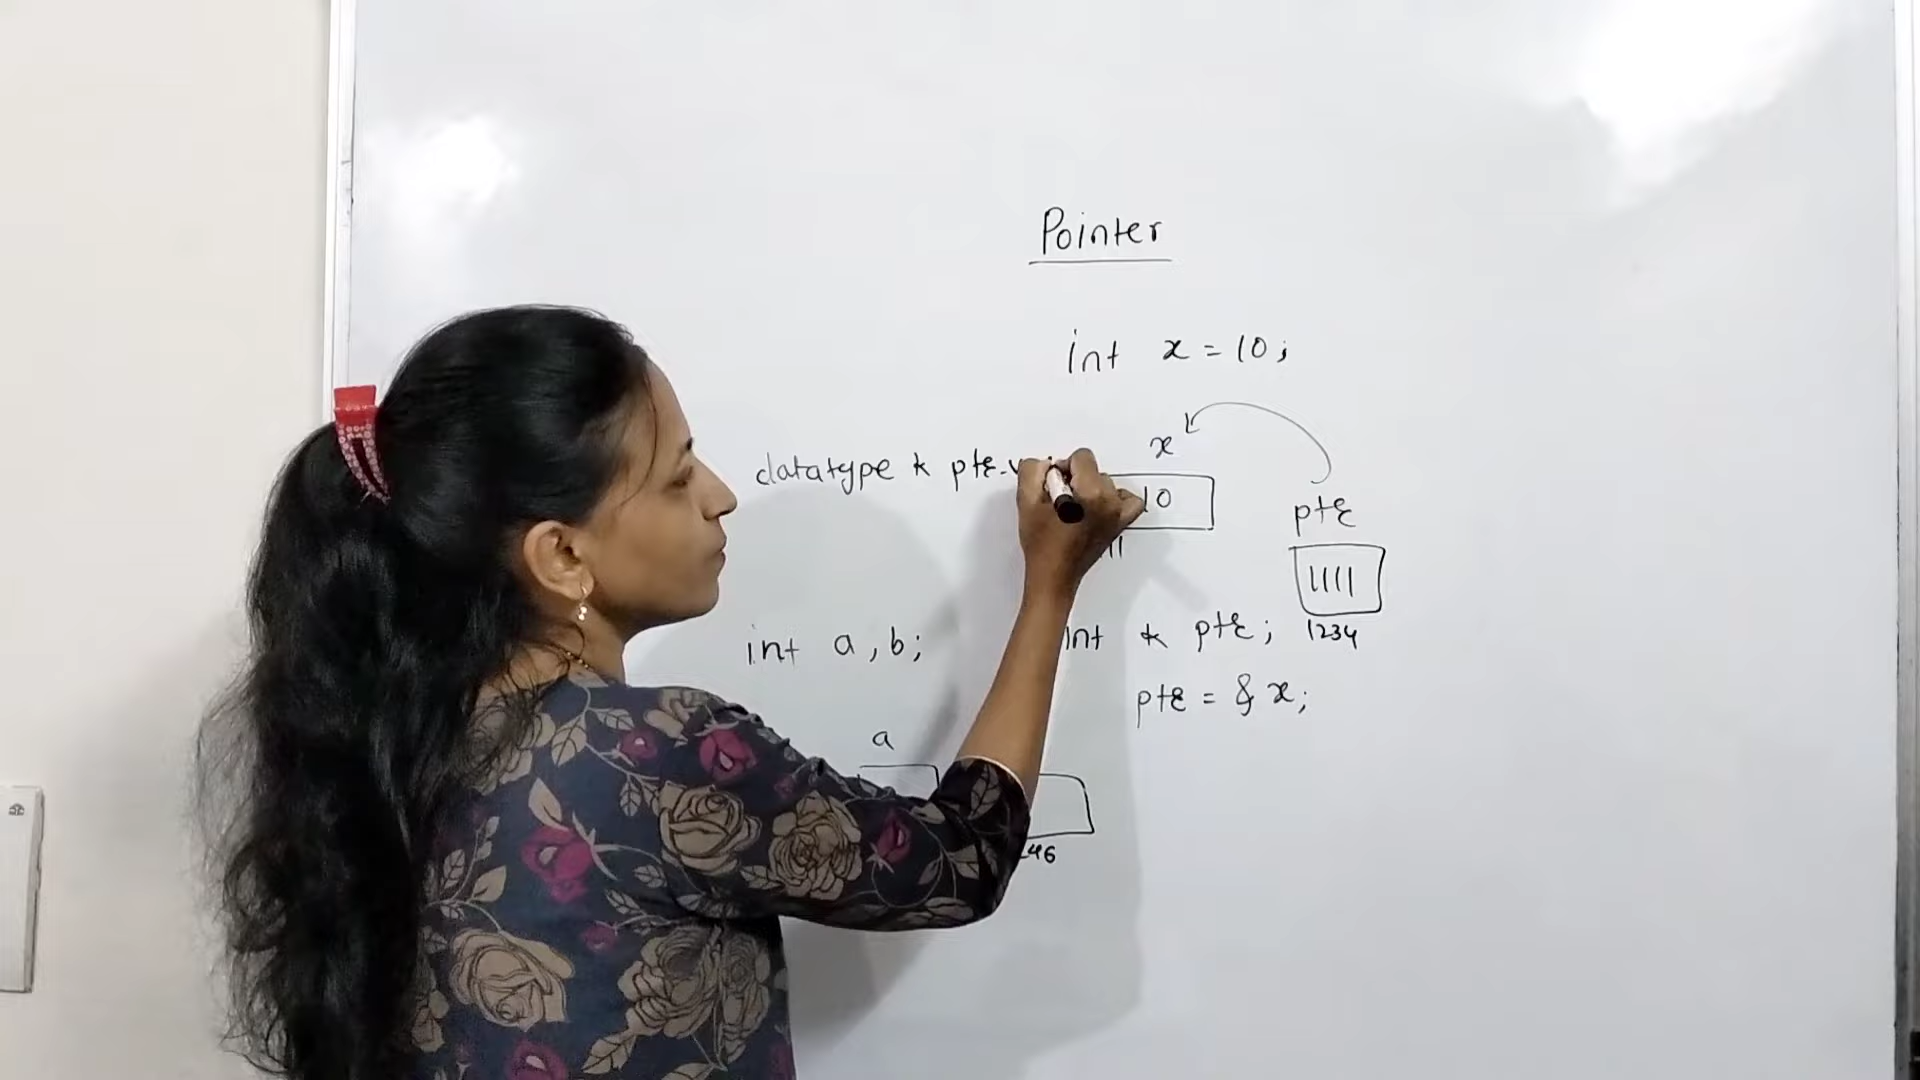 Pointer
int x = 10;
x
datatype * ptr-v
10
ptr
1111
1234
int a, b;
int * ptr;
ptr = & x;
a
46